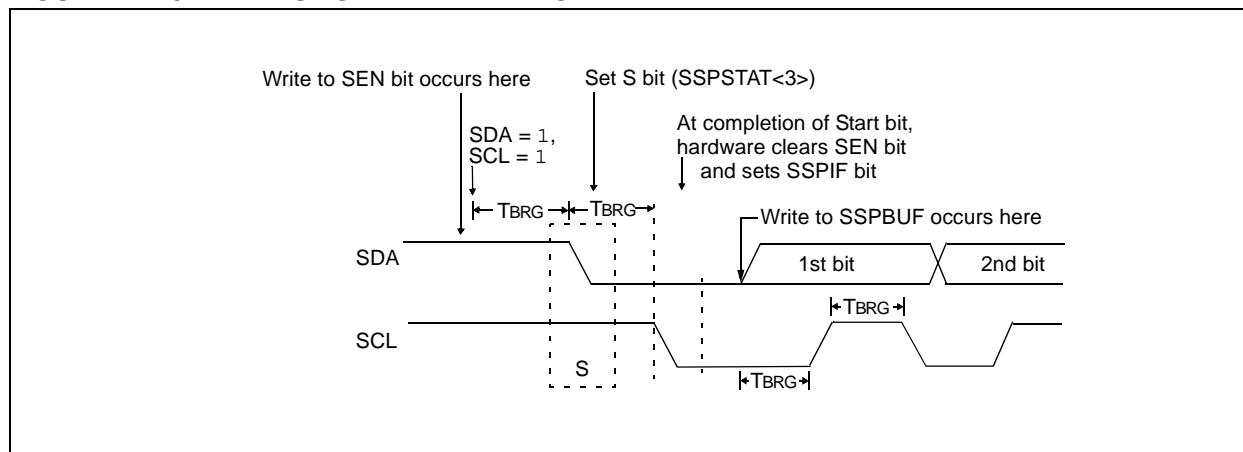 Write to SEN bit occurs here
Set S bit (SSPSTAT<3>)
SDA = 1,
SCL = 1
At completion of Start bit,
hardware clears SEN bit
and sets SSPIF bit
TBRG
TBRG
Write to SSPBUF occurs here
SDA
1st bit
2nd bit
TBRG
SCL
S
TBRG